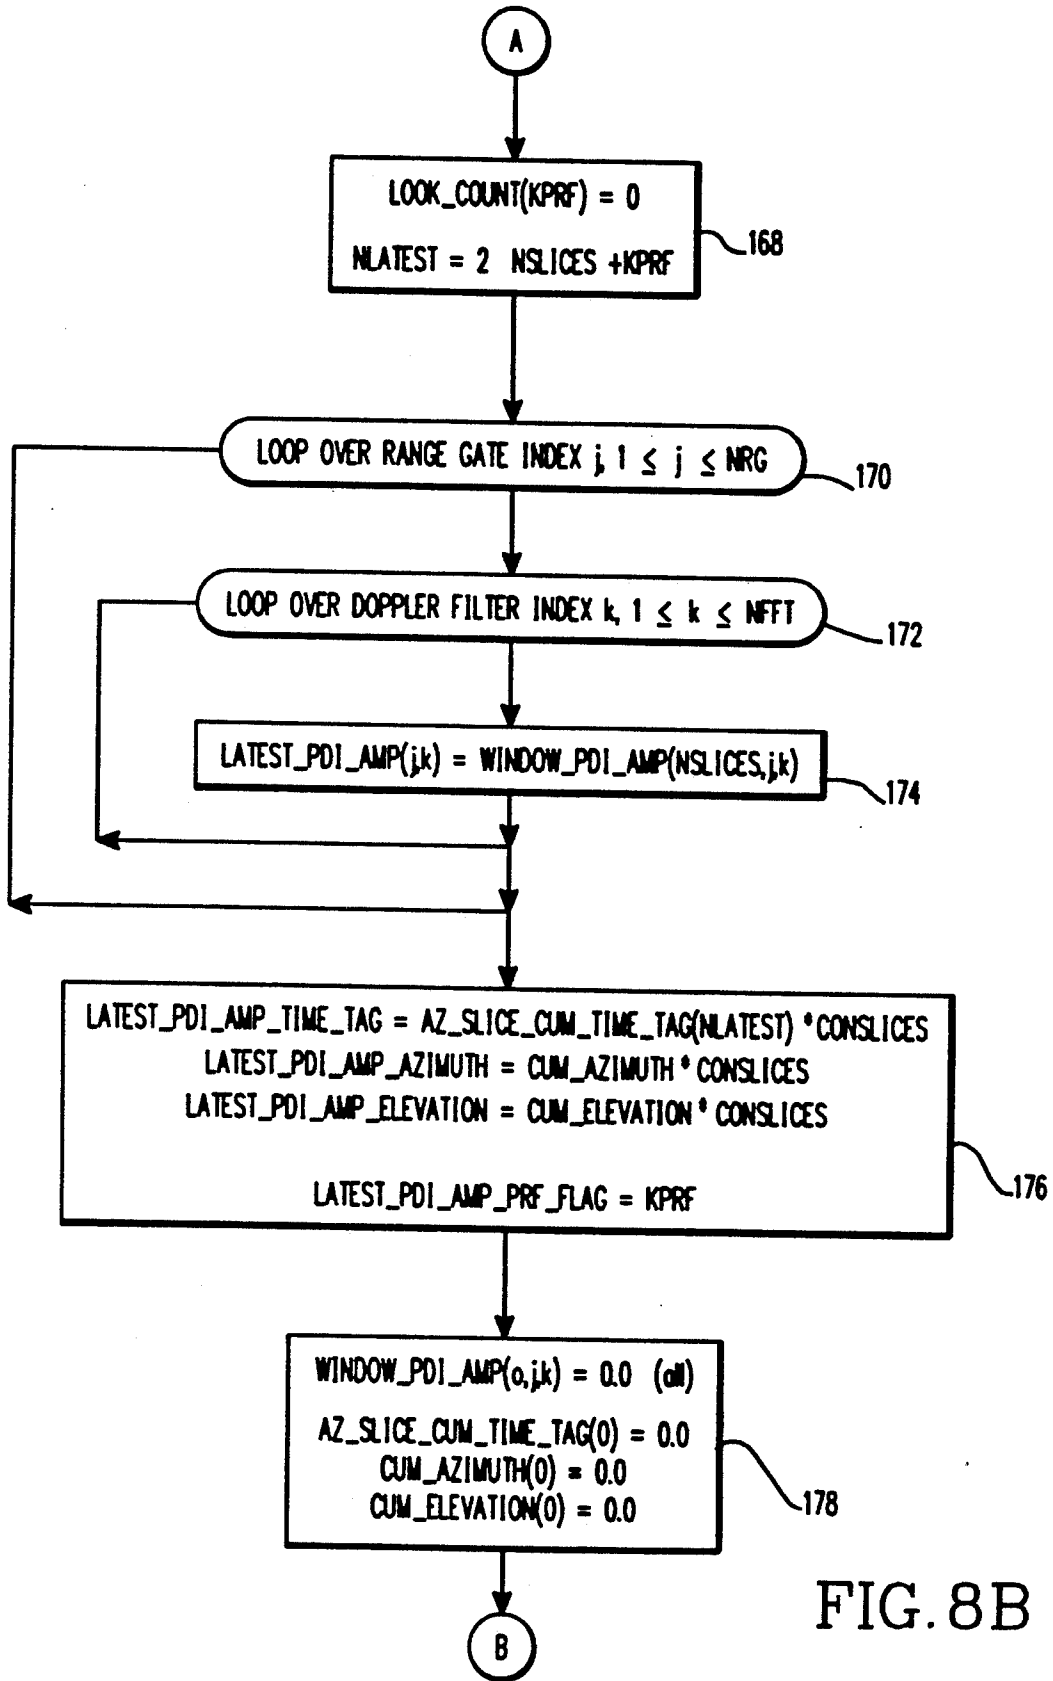 A
LOOK_COUNT(KPRF) = 0
NLATEST = 2 NSLICES +KPRF
168
LOOP OVER RANGE GATE INDEX j, 1 ≤ j ≤ NRG
170
LOOP OVER DOPPLER FILTER INDEX k, 1 ≤ k ≤ NFFT
172
LATEST_PDI_AMP(j,k) = WINDOW_PDI_AMP(NSLICES,j,k)
174
LATEST_PDI_AMP_TIME_TAG = AZ_SLICE_CUM_TIME_TAG(NLATEST) * CONSLICES
LATEST_PDI_AMP_AZIMUTH = CUM_AZIMUTH * CONSLICES
LATEST_PDI_AMP_ELEVATION = CUM_ELEVATION * CONSLICES
LATEST_PDI_AMP_PRF_FLAG = KPRF
176
WINDOW_PDI_AMP(o,j,k) = 0.0 (all)
AZ_SLICE_CUM_TIME_TAG(0) = 0.0
CUM_AZIMUTH(0) = 0.0
CUM_ELEVATION(0) = 0.0
178
B
FIG. 8B